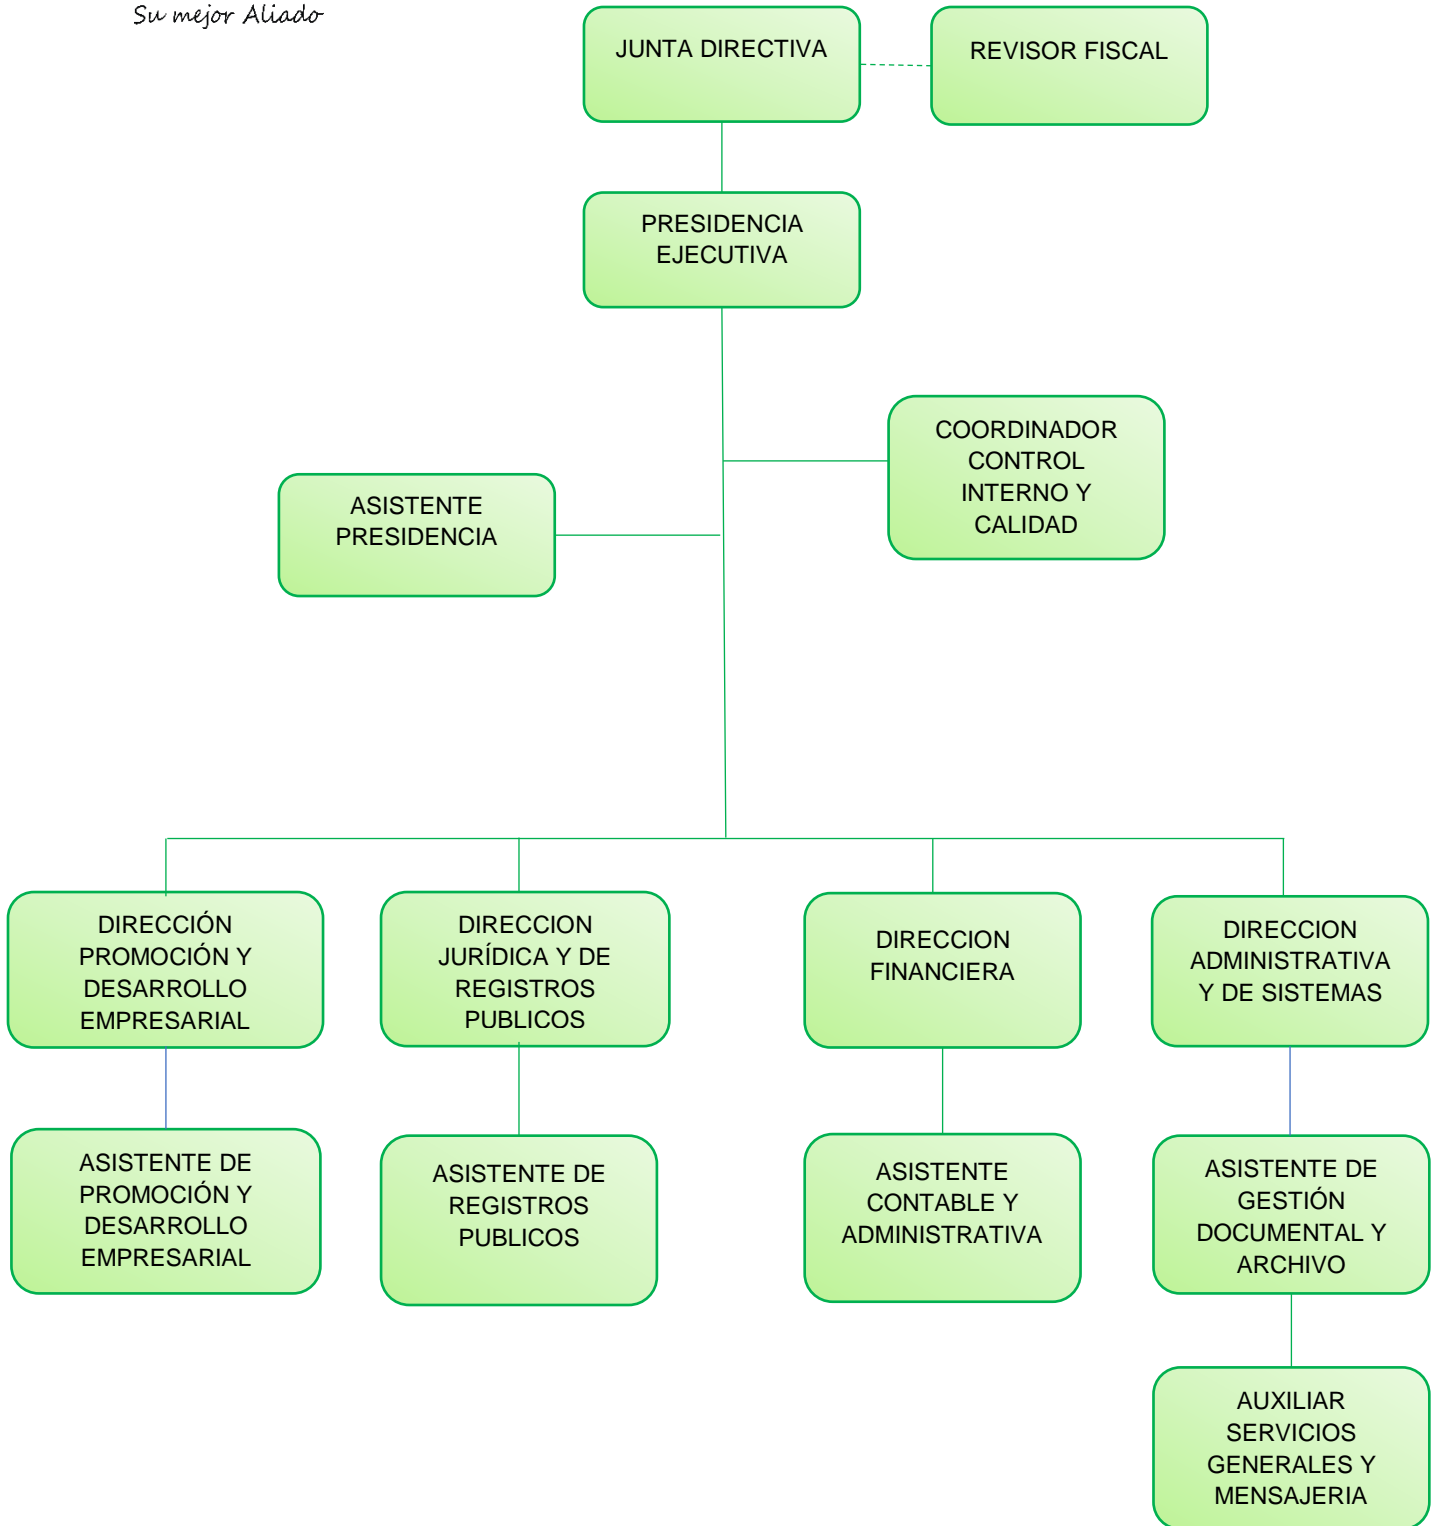 Su mejor Aliado
JUNTA DIRECTIVA
REVISOR FISCAL
PRESIDENCIA
EJECUTIVA
COORDINADOR
CONTROL
INTERNO Y
CALIDAD
ASISTENTE
PRESIDENCIA
DIRECCIÓN
PROMOCIÓN Y
DESARROLLO
EMPRESARIAL
DIRECCION
JURÍDICA Y DE
REGISTROS
PUBLICOS
DIRECCION
FINANCIERA
DIRECCION
ADMINISTRATIVA
Y DE SISTEMAS
ASISTENTE DE
PROMOCIÓN Y
DESARROLLO
EMPRESARIAL
ASISTENTE DE
REGISTROS
PUBLICOS
ASISTENTE
CONTABLE Y
ADMINISTRATIVA
ASISTENTE DE
GESTIÓN
DOCUMENTAL Y
ARCHIVO
AUXILIAR
SERVICIOS
GENERALES Y
MENSAJERIA